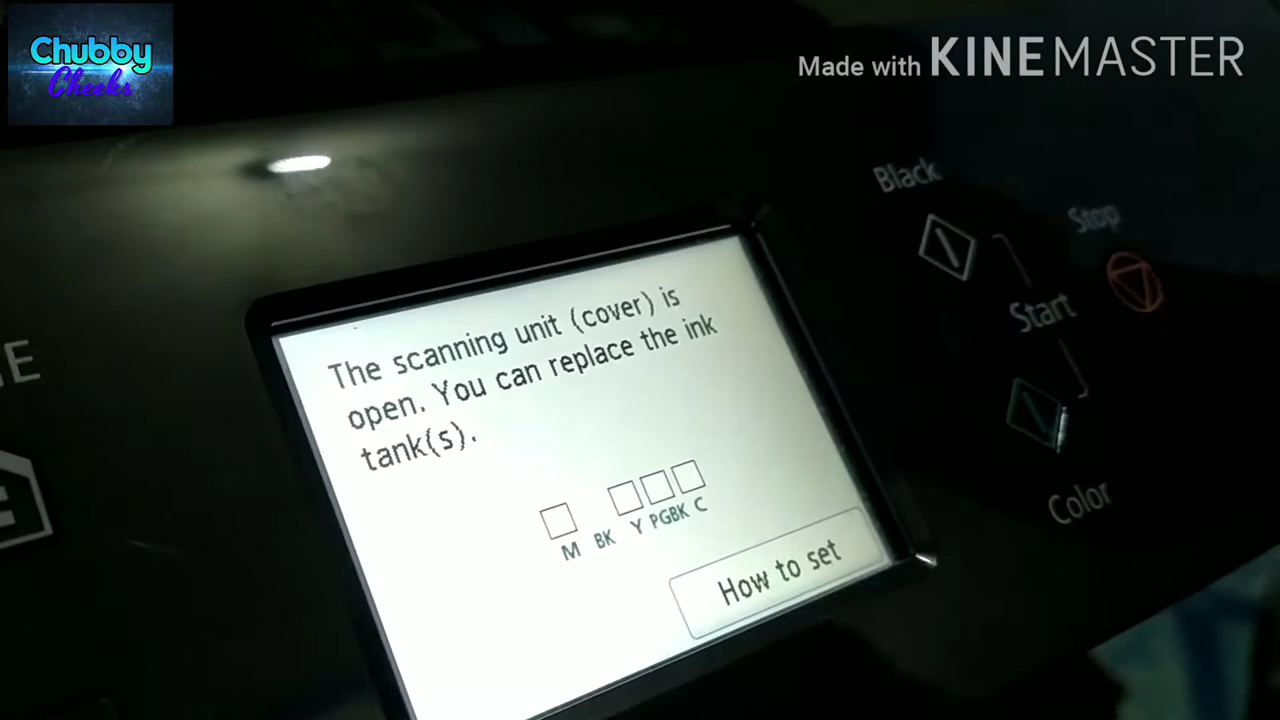 Chubby
Cheeks
Made with KINEMASTER
Black
Stop
Start
Color
The scanning unit (cover) is
open. You can replace the ink
tank(s).
M BK Y PGBK C
How to set